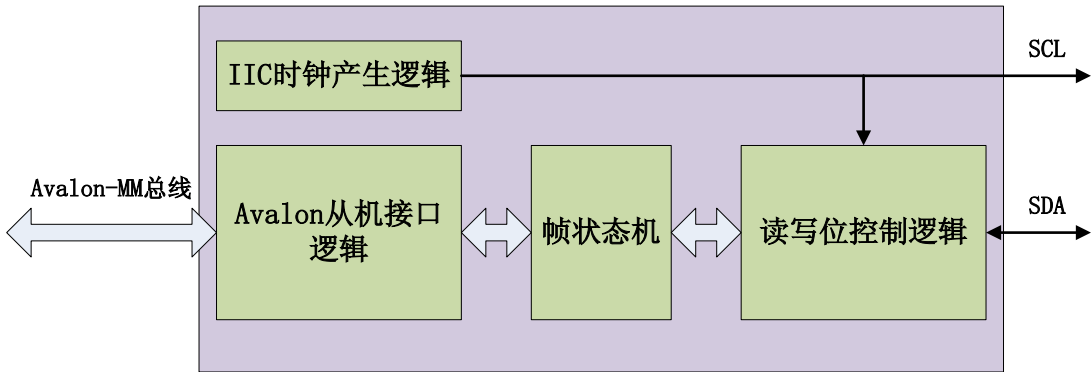 IIC时钟产生逻辑
SCL
Avalon-MM总线
Avalon从机接口
逻辑
帧状态机
读写位控制逻辑
SDA